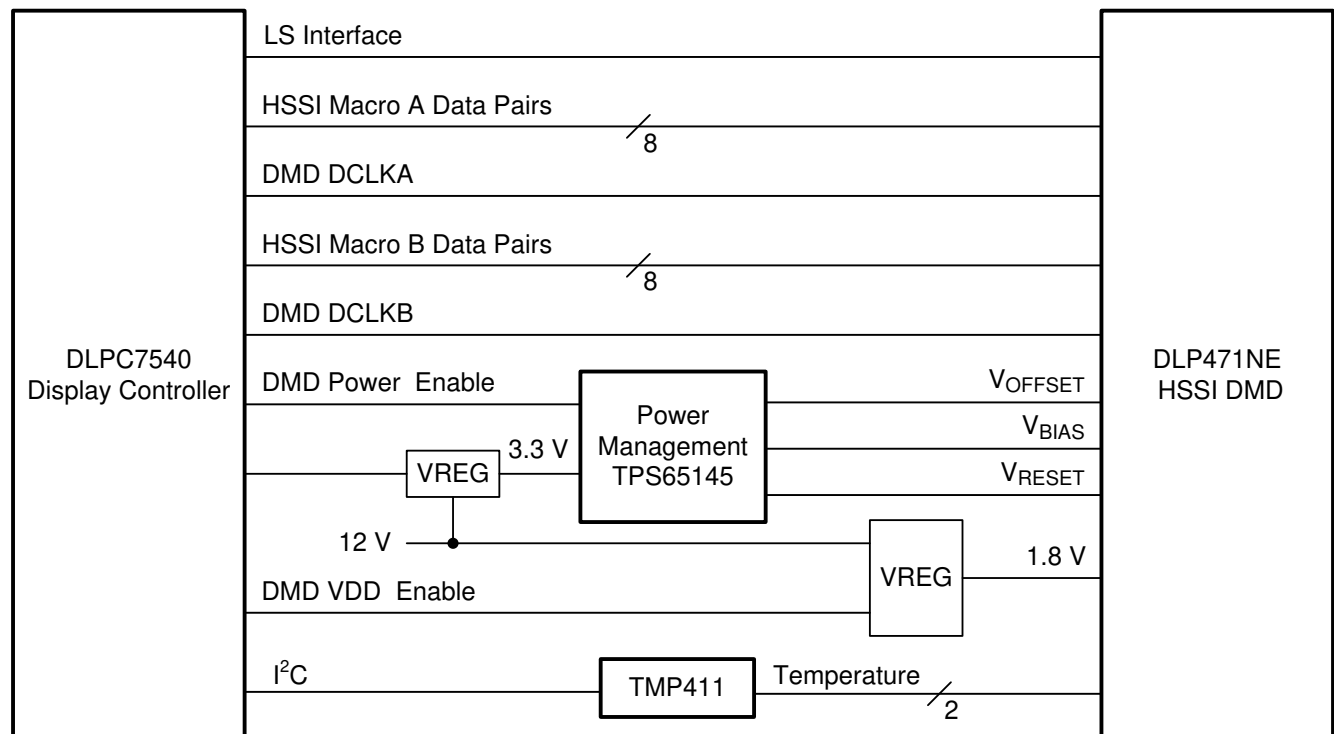 LS Interface
HSSI Macro A Data Pairs
8
DMD DCLKA
HSSI Macro B Data Pairs
8
DMD DCLKB
DLPC7540
Display Controller
DLP471NE
HSSI DMD
DMD Power Enable
Power
Management
TPS65145
VOFFSET
VBIAS
VRESET
VREG
3.3 V
12 V
VREG
1.8 V
DMD VDD Enable
I²C
TMP411
Temperature
2